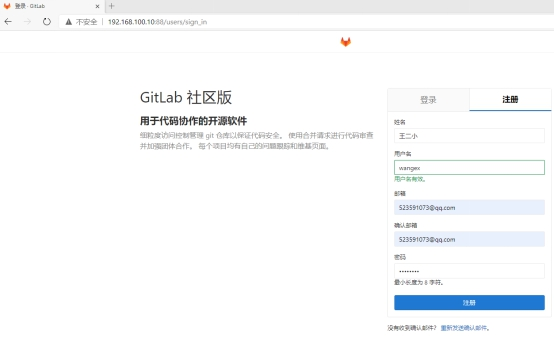 登录 · GitLab
不安全 | 192.168.100.10:88/users/sign_in
GitLab 社区版
用于代码协作的开源软件
细粒度访问控制管理 git 仓库以保证代码安全。 使用合并请求进行代码审查
并加强团体合作。 每个项目均有自己的问题跟踪和维基页面。
登录
注册
姓名
王二小
用户名
wangex
用户名有效。
邮箱
523591073@qq.com
确认邮箱
523591073@qq.com
密码
••••••••
最小长度为 8 字符。
注册
没有收到确认邮件? 重新发送确认邮件。